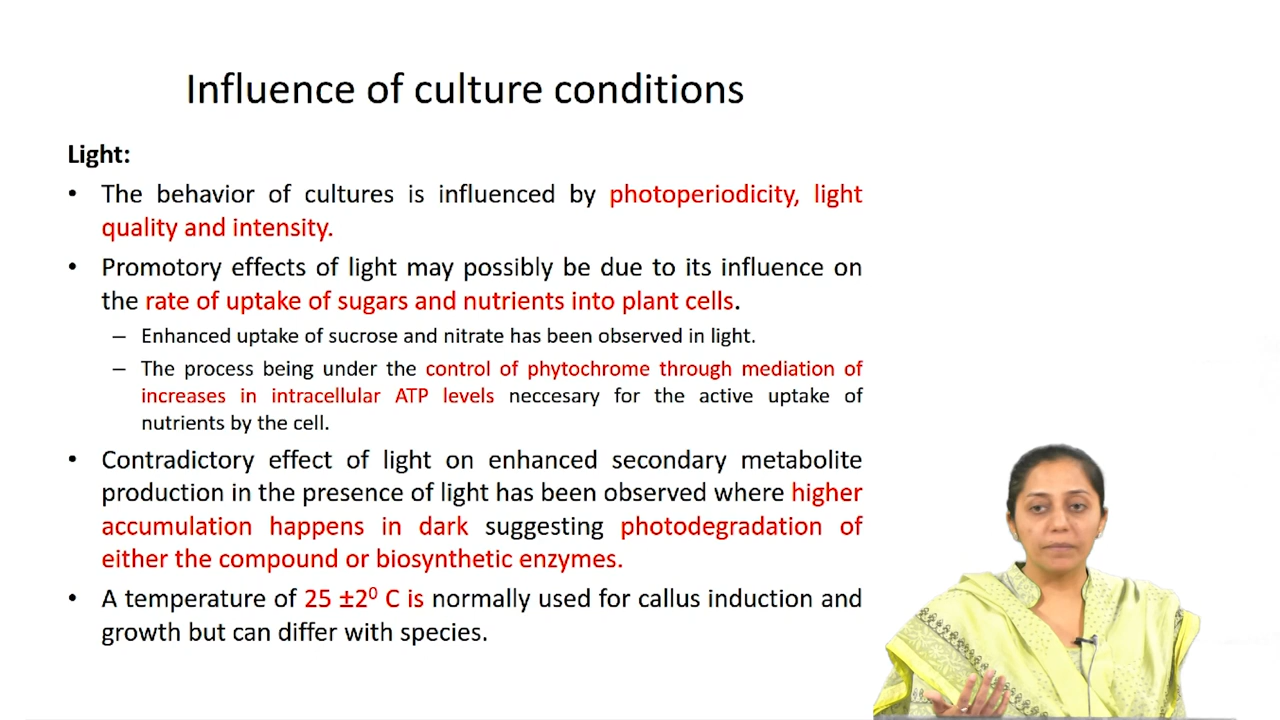 Influence of culture conditions
Light:
• The behavior of cultures is influenced by photoperiodicity, light
quality and intensity.
• Promotory effects of light may possibly be due to its influence on
the rate of uptake of sugars and nutrients into plant cells.
– Enhanced uptake of sucrose and nitrate has been observed in light.
– The process being under the control of phytochrome through mediation of
increases in intracellular ATP levels neccesary for the active uptake of
nutrients by the cell.
• Contradictory effect of light on enhanced secondary metabolite
production in the presence of light has been observed where higher
accumulation happens in dark suggesting photodegradation of
either the compound or biosynthetic enzymes.
• A temperature of 25 ±2⁰ C is normally used for callus induction and
growth but can differ with species.